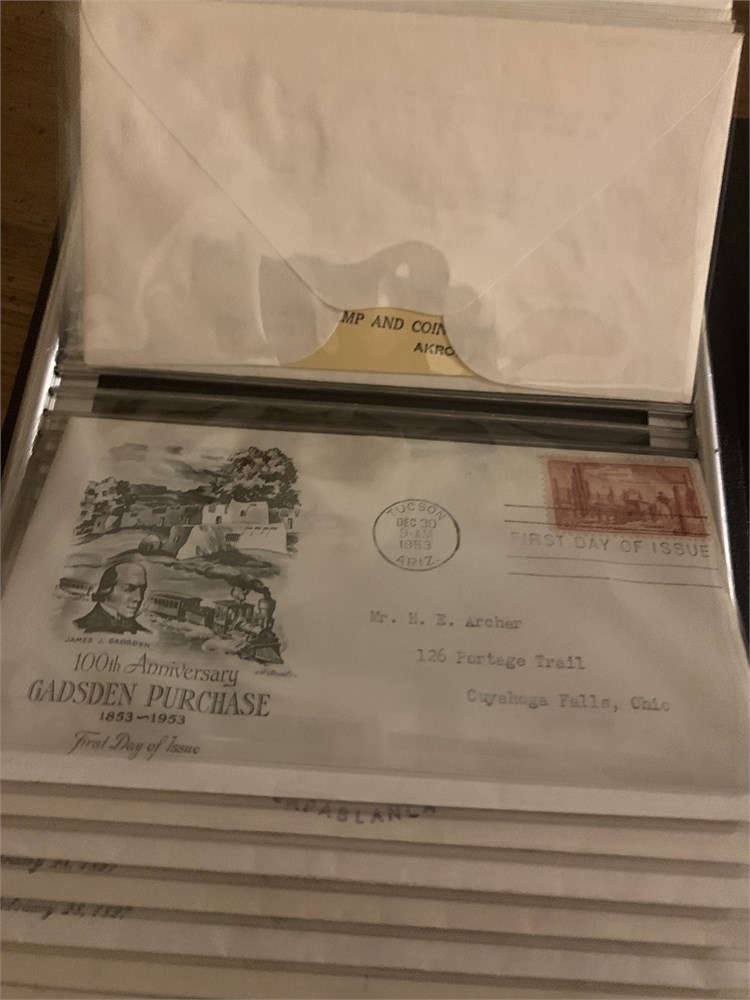 MP AND COIN
AKRO
TUCSON
DEC 30
9-AM
1953
ARIZ.
FIRST DAY OF ISSUE
Mr. H. E. Archer
126 Portage Trail
Cuyahoga Falls, Ohio
JAMES J. GADSDEN
100th Anniversary
GADSDEN PURCHASE
1853-1953
First Day of Issue